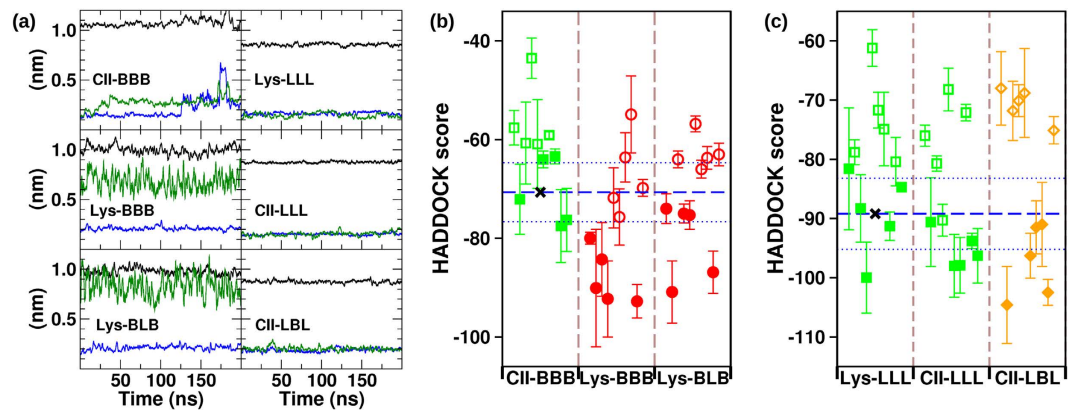 (a)
1.0
0.5
(nm)
CII-BBB
Lys-LLL
1.0
0.5
(nm)
Lys-BBB
CII-LLL
1.0
0.5
(nm)
Lys-BLB
CII-LBL
50 100 150 50 100 150
Time (ns) Time (ns)
(b)
HADDOCK score
-40
-60
-80
-100
CII-BBB Lys-BBB Lys-BLB
(c)
HADDOCK score
-60
-70
-80
-90
-100
-110
Lys-LLL CII-LLL CII-LBL